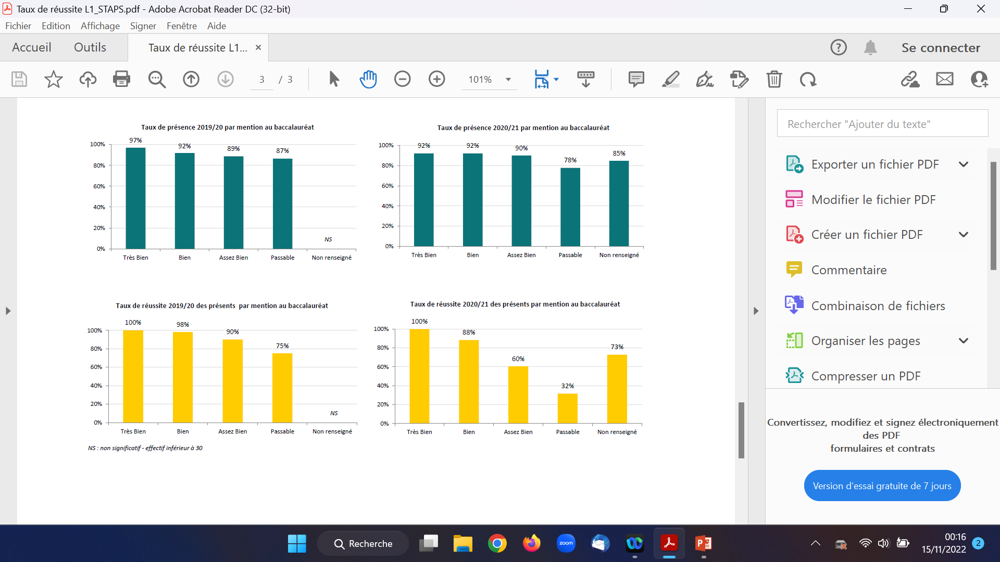 Taux de réussite L1_STAPS.pdf - Adobe Acrobat Reader DC (32-bit)
Fichier Edition Affichage Signer Fenêtre Aide
Accueil Outils Taux de réussite L1... × ? Se connecter
3 / 3 101%
Rechercher "Ajouter du texte"
Exporter un fichier PDF
Modifier le fichier PDF
Créer un fichier PDF
Commentaire
Combinaison de fichiers
Organiser les pages
Compresser un PDF
Convertissez, modifiez et signez électroniquement
des PDF
formulaires et contrats
Version d'essai gratuite de 7 jours
Taux de présence 2019/20 par mention au baccalauréat
97% 92% 89% 87% NS
100%
80%
60%
40%
20%
0%
Très Bien Bien Assez Bien Passable Non renseigné
Taux de présence 2020/21 par mention au baccalauréat
92% 92% 90% 78% 85%
100%
80%
60%
40%
20%
0%
Très Bien Bien Assez Bien Passable Non renseigné
Taux de réussite 2019/20 des présents par mention au baccalauréat
100% 98% 90% 75% NS
100%
80%
60%
40%
20%
0%
Très Bien Bien Assez Bien Passable Non renseigné
Taux de réussite 2020/21 des présents par mention au baccalauréat
100% 88% 60% 32% 73%
100%
80%
60%
40%
20%
0%
Très Bien Bien Assez Bien Passable Non renseigné
NS : non significatif - effectif inférieur à 30
Recherche
zoom
00:16
15/11/2022
2